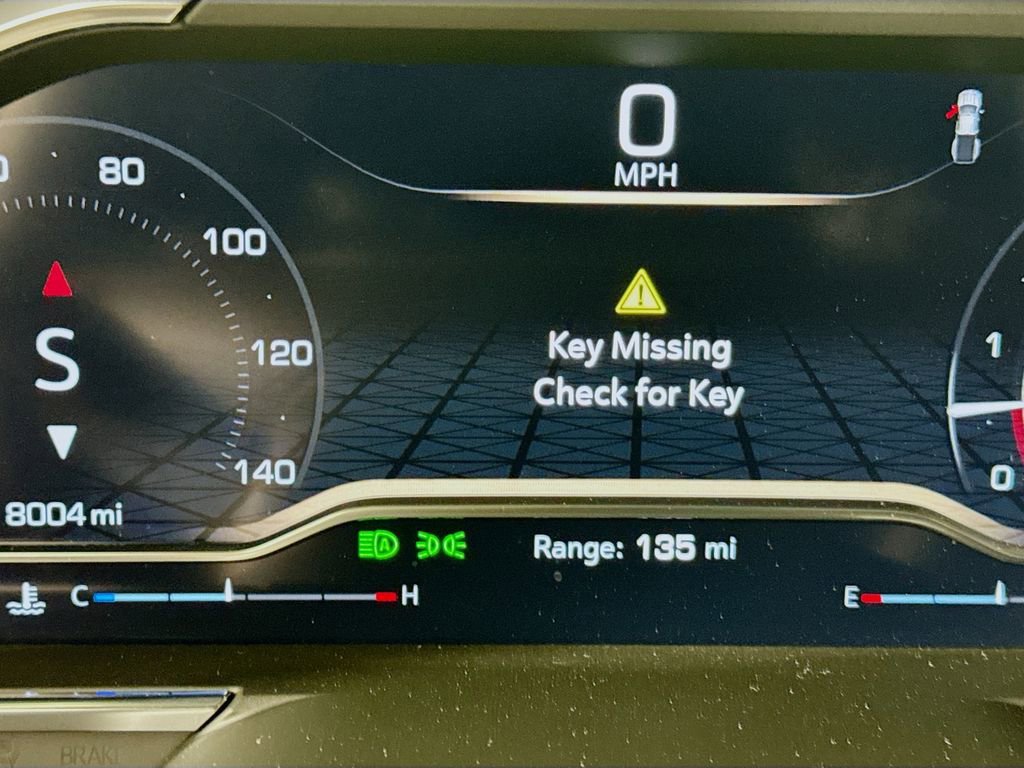 0
MPH
80
100
120
140
S
Key Missing
Check for Key
1
0
8004 mi
A
Range: 135 mi
C
H
E